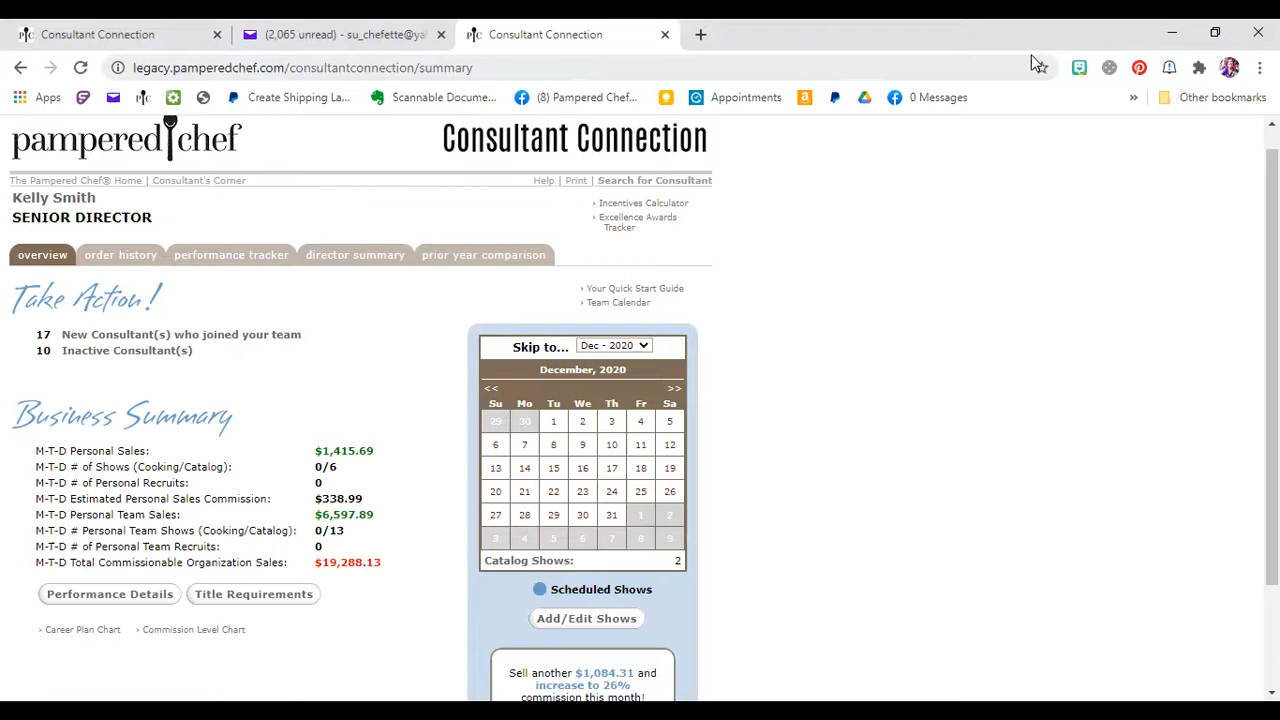 Consultant Connection
(2,065 unread) - su_chefette@ya
Consultant Connection
legacy.pamperedchef.com/consultantconnection/summary
Apps
Create Shipping La...
Scannable Docume...
(8) Pampered Chef...
Appointments
0 Messages
Other bookmarks
pampered chef
Consultant Connection
The Pampered Chef® Home | Consultant's Corner
Help | Print | Search for Consultant
Kelly Smith
SENIOR DIRECTOR
› Incentives Calculator
› Excellence Awards
Tracker
overview order history performance tracker director summary prior year comparison
Take Action!
› Your Quick Start Guide
› Team Calendar
17 New Consultant(s) who joined your team
10 Inactive Consultant(s)
Business Summary
M-T-D Personal Sales: $1,415.69
M-T-D # of Shows (Cooking/Catalog): 0/6
M-T-D # of Personal Recruits: 0
M-T-D Estimated Personal Sales Commission: $338.99
M-T-D Personal Team Sales: $6,597.89
M-T-D # Personal Team Shows (Cooking/Catalog): 0/13
M-T-D # of Personal Team Recruits: 0
M-T-D Total Commissionable Organization Sales: $19,288.13
Performance Details Title Requirements
› Career Plan Chart › Commission Level Chart
Skip to... Dec - 2020
December, 2020
<< >>
Su Mo Tu We Th Fr Sa
29 30 1 2 3 4 5
6 7 8 9 10 11 12
13 14 15 16 17 18 19
20 21 22 23 24 25 26
27 28 29 30 31 1 2
3 4 5 6 7 8 9
Catalog Shows: 2
Scheduled Shows
Add/Edit Shows
Sell another $1,084.31 and
increase to 26%
commission this month!